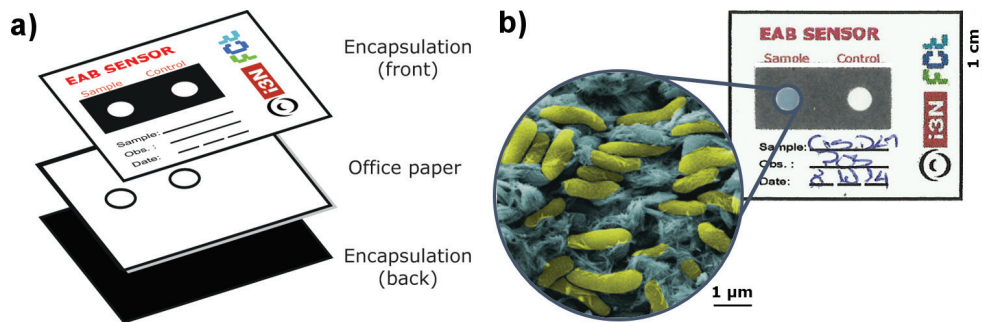 a)
EAB SENSOR
Sample Control
i3N FCt
Sample:
Obs. :
Date:
Encapsulation
(front)
Office paper
Encapsulation
(back)
b)
EAB SENSOR
Sample Control
i3N FCt
Sample:
Obs. :
Date:
1 cm
1 µm